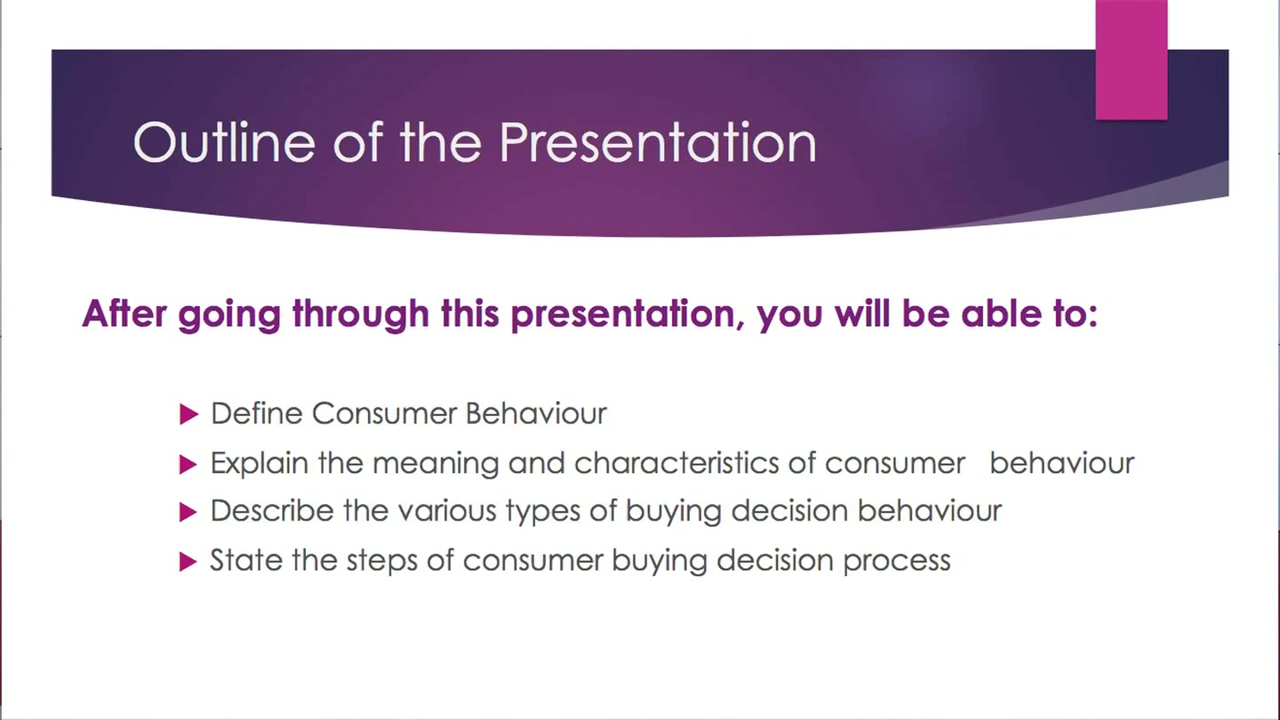 Outline of the Presentation
After going through this presentation, you will be able to:
Define Consumer Behaviour
Explain the meaning and characteristics of consumer behaviour
Describe the various types of buying decision behaviour
State the steps of consumer buying decision process